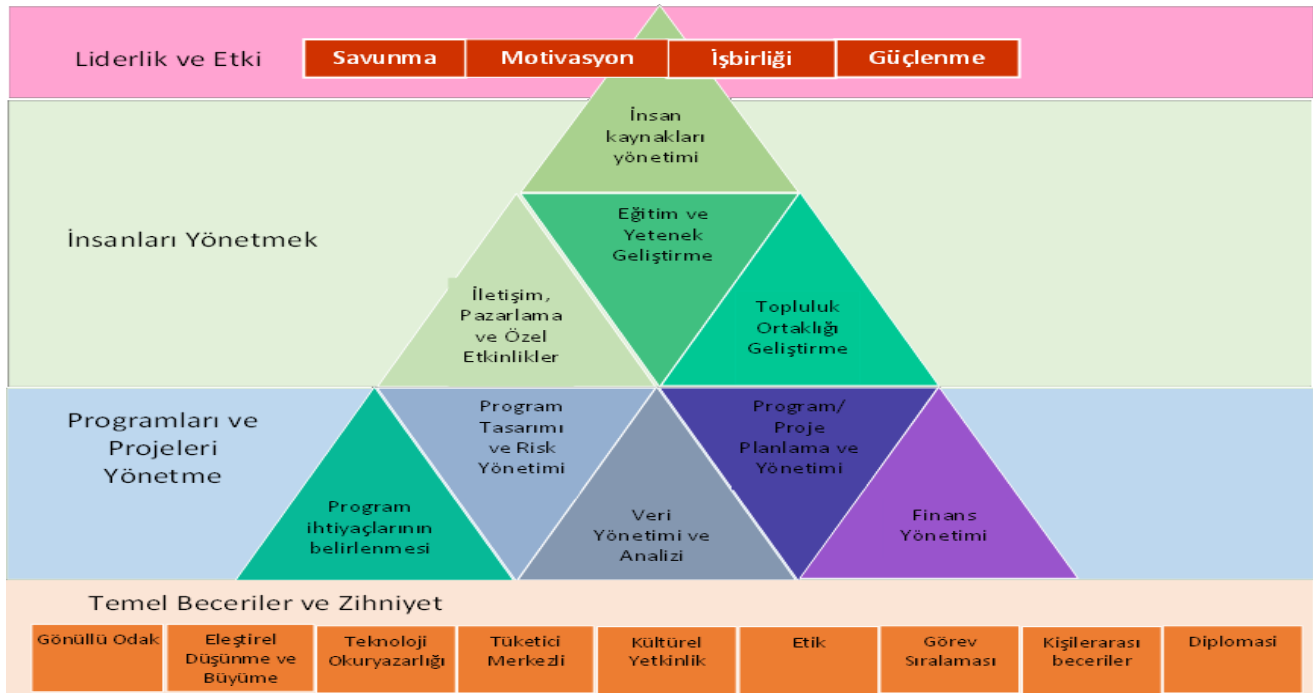 Liderlik ve Etki
Savunma
Motivasyon
İşbirliği
Güçlenme
İnsan
kaynakları
yönetimi
İnsanları Yönetmek
Eğitim ve
Yetenek
Geliştirme
İletişim,
Pazarlama
ve Özel
Etkinlikler
Topluluk
Ortaklığı
Geliştirme
Programları ve
Projeleri
Yönetme
Program
Tasarımı
ve Risk
Yönetimi
Program/
Proje
Planlama ve
Yönetimi
Program
ihtiyaçlarının
belirlenmesi
Veri
Yönetimi ve
Analizi
Finans
Yönetimi
Temel Beceriler ve Zihniyet
Gönüllü Odak
Eleştirel
Düşünme ve
Büyüme
Teknoloji
Okuryazarlığı
Tüketici
Merkezli
Kültürel
Yetkinlik
Etik
Görev
Sıralaması
Kişilerarası
beceriler
Diplomasi